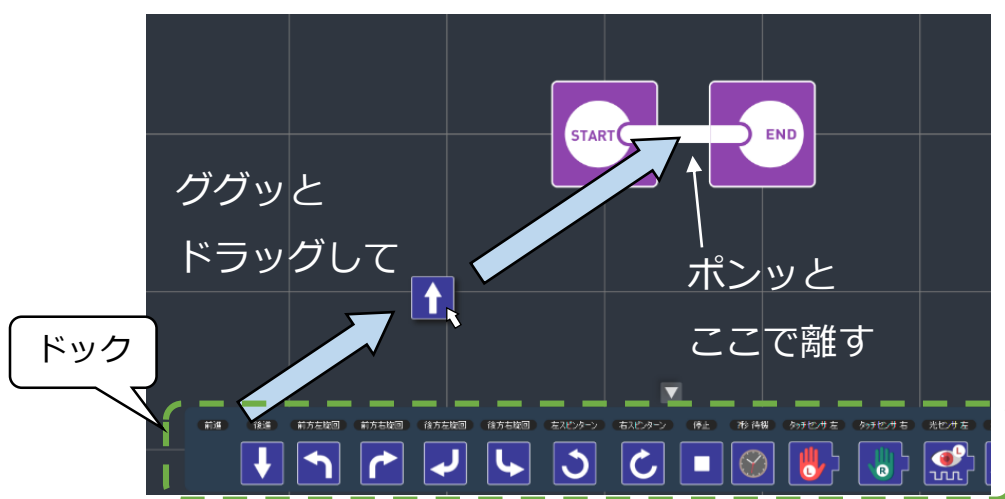 START
END
ググッと
ドラッグして
ポンッと
ここで離す
ドック
前進 後進 前方左旋回 前方右旋回 後方左旋回 後方右旋回 左スピンターン 右スピンターン 停止 ?秒 待機 タッチセンサ 左 タッチセンサ 右 光センサ 左
L R L